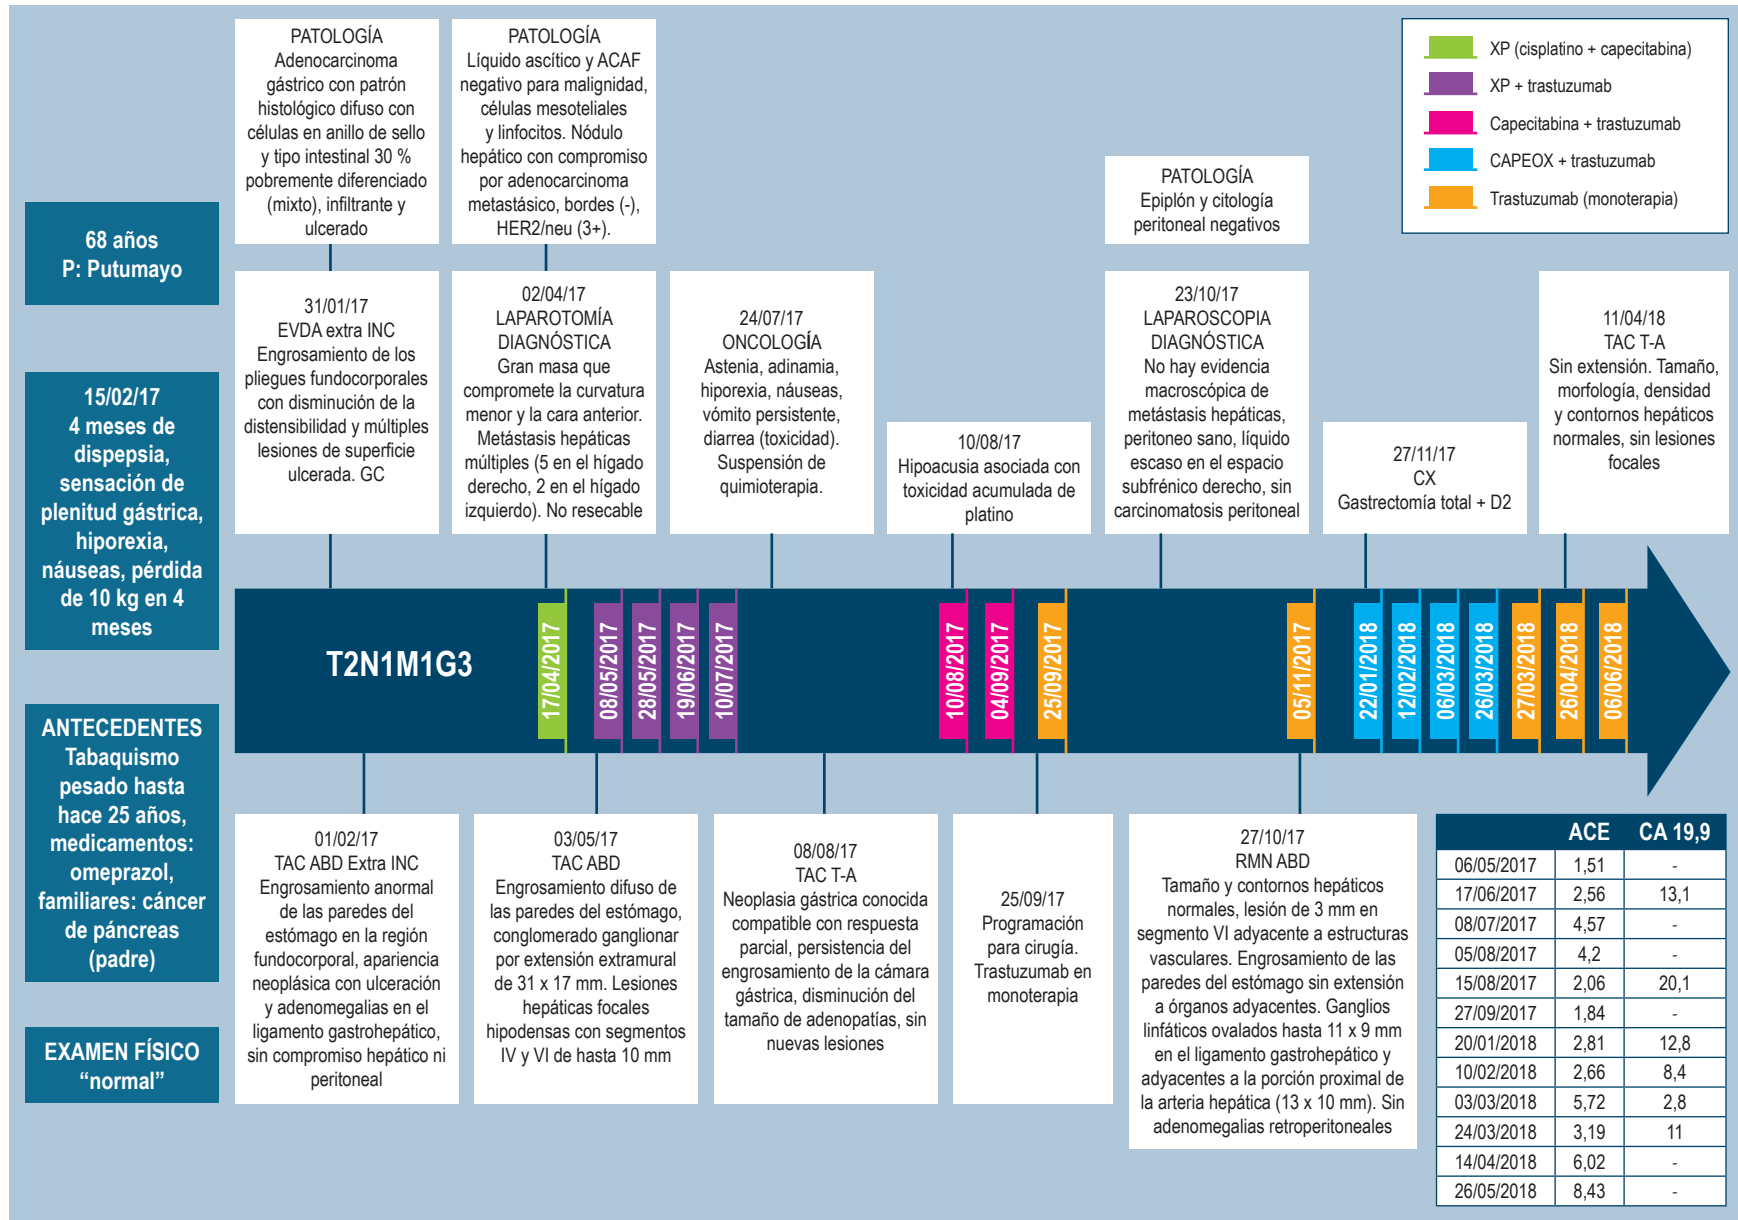 68 años
P: Putumayo
15/02/17
4 meses de
dispepsia,
sensación de
plenitud gástrica,
hiporexia,
náuseas, pérdida
de 10 kg en 4
meses
ANTECEDENTES
Tabaquismo
pesado hasta
hace 25 años,
medicamentos:
omeprazol,
familiares: cáncer
de páncreas
(padre)
EXAMEN FÍSICO
“normal”
PATOLOGÍA
Adenocarcinoma
gástrico con patrón
histológico difuso con
células en anillo de sello
y tipo intestinal 30 %
pobremente diferenciado
(mixto), infiltrante y
ulcerado
PATOLOGÍA
Líquido ascítico y ACAF
negativo para malignidad,
células mesoteliales
y linfocitos. Nódulo
hepático con compromiso
por adenocarcinoma
metastásico, bordes (-),
HER2/neu (3+).
PATOLOGÍA
Epiplón y citología
peritoneal negativos
XP (cisplatino + capecitabina)
XP + trastuzumab
Capecitabina + trastuzumab
CAPEOX + trastuzumab
Trastuzumab (monoterapia)
31/01/17
EVDA extra INC
Engrosamiento de los
pliegues fundocorporales
con disminución de la
distensibilidad y múltiples
lesiones de superficie
ulcerada. GC
02/04/17
LAPAROTOMÍA
DIAGNÓSTICA
Gran masa que
compromete la curvatura
menor y la cara anterior.
Metástasis hepáticas
múltiples (5 en el hígado
derecho, 2 en el hígado
izquierdo). No resecable
24/07/17
ONCOLOGÍA
Astenia, adinamia,
hiporexia, náuseas,
vómito persistente,
diarrea (toxicidad).
Suspensión de
quimioterapia.
10/08/17
Hipoacusia asociada con
toxicidad acumulada de
platino
23/10/17
LAPAROSCOPIA
DIAGNÓSTICA
No hay evidencia
macroscópica de
metástasis hepáticas,
peritoneo sano, líquido
escaso en el espacio
subfrénico derecho, sin
carcinomatosis peritoneal
27/11/17
CX
Gastrectomía total + D2
11/04/18
TAC T-A
Sin extensión. Tamaño,
morfología, densidad
y contornos hepáticos
normales, sin lesiones
focales
T2N1M1G3
17/04/2017
08/05/2017
28/05/2017
19/06/2017
10/07/2017
10/08/2017
04/09/2017
25/09/2017
05/11/2017
22/01/2018
12/02/2018
06/03/2018
26/03/2018
27/03/2018
26/04/2018
06/06/2018
01/02/17
TAC ABD Extra INC
Engrosamiento anormal
de las paredes del
estómago en la región
fundocorporal, apariencia
neoplásica con ulceración
y adenomegalias en el
ligamento gastrohepático,
sin compromiso hepático ni
peritoneal
03/05/17
TAC ABD
Engrosamiento difuso de
las paredes del estómago,
conglomerado ganglionar
por extensión extramural
de 31 x 17 mm. Lesiones
hepáticas focales
hipodensas con segmentos
IV y VI de hasta 10 mm
08/08/17
TAC T-A
Neoplasia gástrica conocida
compatible con respuesta
parcial, persistencia del
engrosamiento de la cámara
gástrica, disminución del
tamaño de adenopatías, sin
nuevas lesiones
25/09/17
Programación
para cirugía.
Trastuzumab en
monoterapia
27/10/17
RMN ABD
Tamaño y contornos hepáticos
normales, lesión de 3 mm en
segmento VI adyacente a estructuras
vasculares. Engrosamiento de las
paredes del estómago sin extensión
a órganos adyacentes. Ganglios
linfáticos ovalados hasta 11 x 9 mm
en el ligamento gastrohepático y
adyacentes a la porción proximal de
la arteria hepática (13 x 10 mm). Sin
adenomegalias retroperitoneales
ACE CA 19,9
06/05/2017 1,51 -
17/06/2017 2,56 13,1
08/07/2017 4,57 -
05/08/2017 4,2 -
15/08/2017 2,06 20,1
27/09/2017 1,84 -
20/01/2018 2,81 12,8
10/02/2018 2,66 8,4
03/03/2018 5,72 2,8
24/03/2018 3,19 11
14/04/2018 6,02 -
26/05/2018 8,43 -